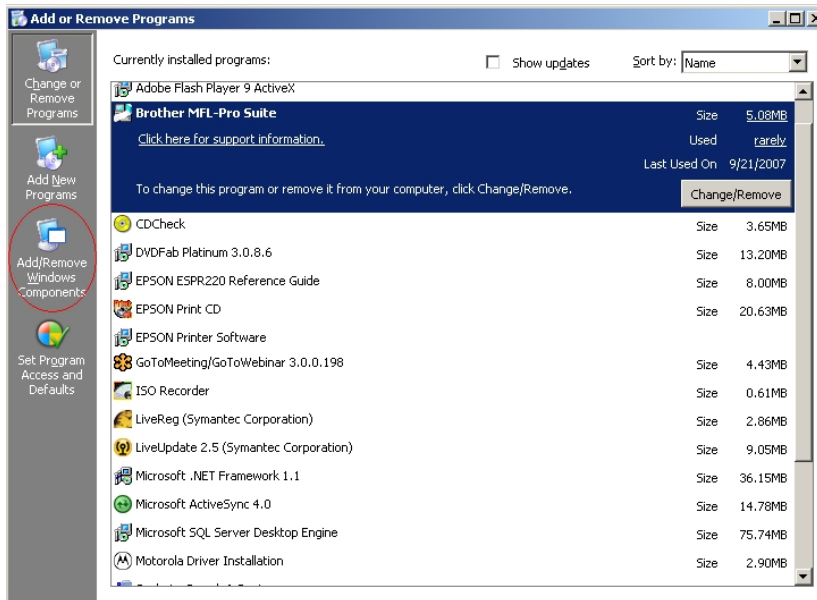 Add or Remove Programs
Change or
Remove
Programs
Add New
Programs
Add/Remove
Windows
Components
Set Program
Access and
Defaults
Currently installed programs:
Show updates
Sort by: Name
Adobe Flash Player 9 ActiveX
Brother MFL-Pro Suite Size 5.08MB
Click here for support information. Used rarely
Last Used On 9/21/2007
To change this program or remove it from your computer, click Change/Remove. Change/Remove
CDCheck Size 3.65MB
DVDFab Platinum 3.0.8.6 Size 13.20MB
EPSON ESPR220 Reference Guide Size 8.00MB
EPSON Print CD Size 20.63MB
EPSON Printer Software
GoToMeeting/GoToWebinar 3.0.0.198 Size 4.43MB
ISO Recorder Size 0.61MB
LiveReg (Symantec Corporation) Size 2.86MB
LiveUpdate 2.5 (Symantec Corporation) Size 9.05MB
Microsoft .NET Framework 1.1 Size 36.15MB
Microsoft ActiveSync 4.0 Size 14.78MB
Microsoft SQL Server Desktop Engine Size 75.74MB
Motorola Driver Installation Size 2.90MB